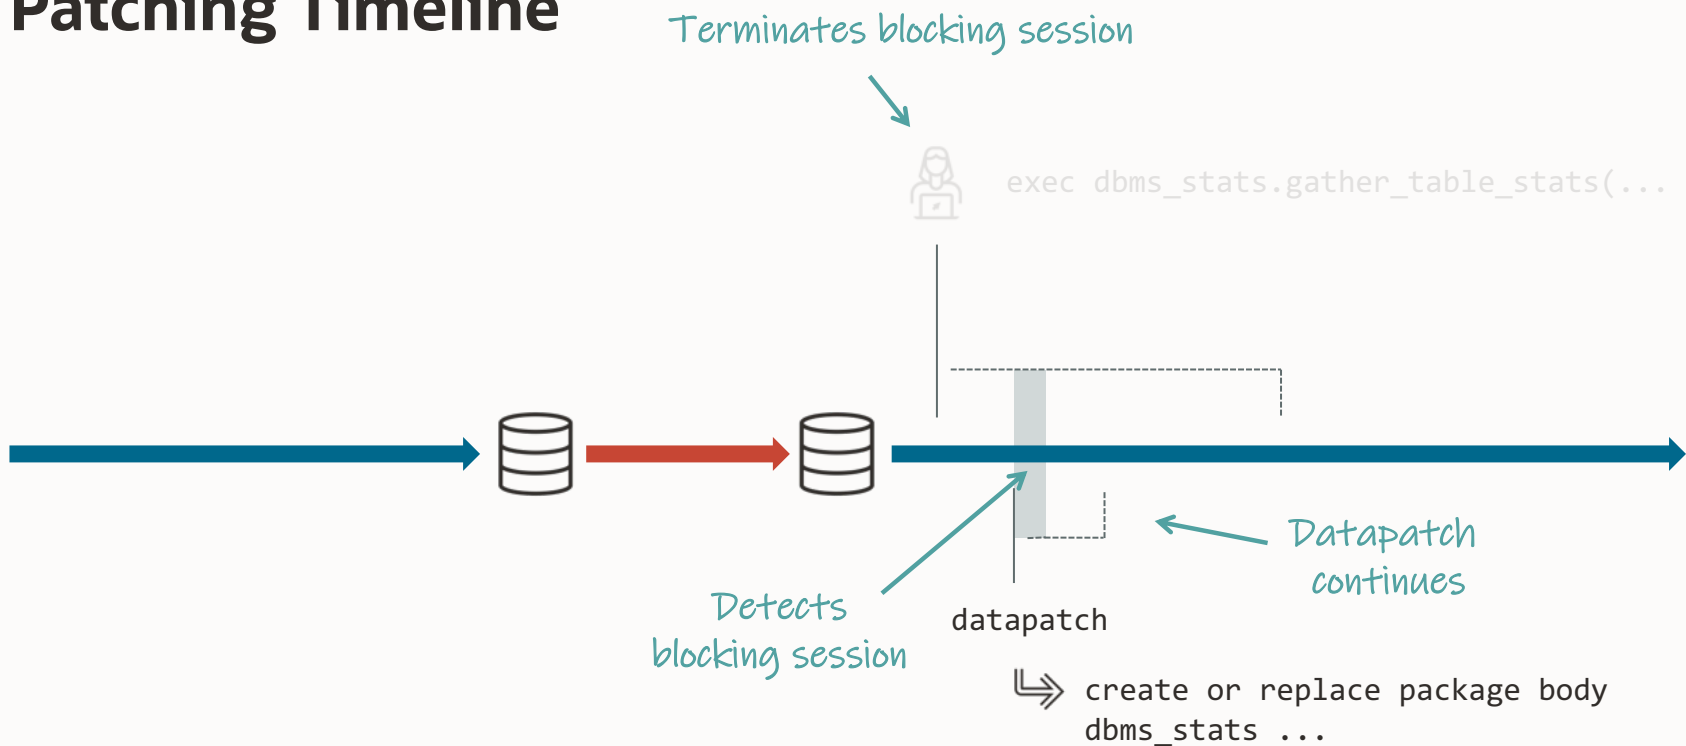 Patching Timeline
Terminates blocking session
exec dbms_stats.gather_table_stats(...
Datapatch
continues
Detects
blocking session
datapatch
create or replace package body
dbms_stats ...